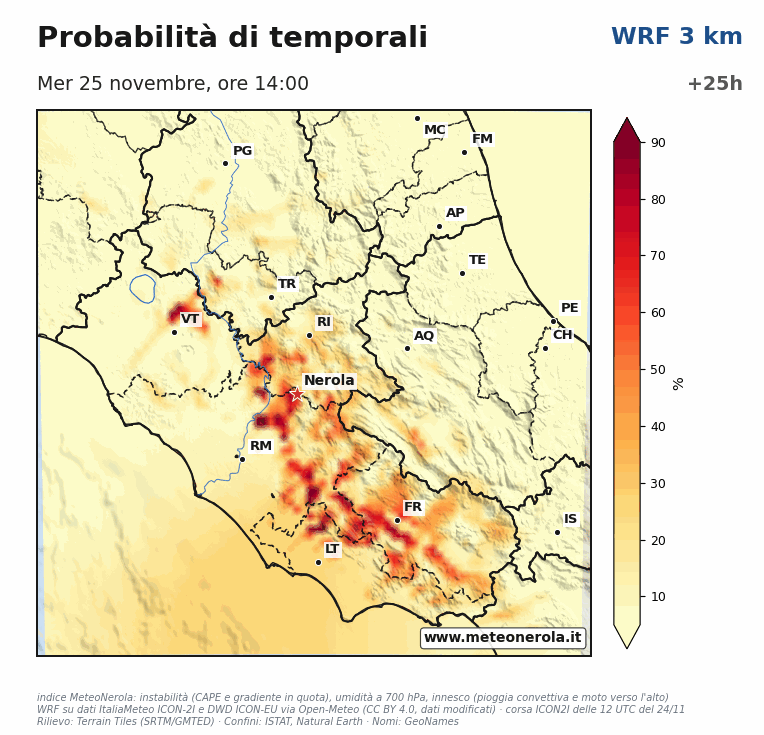 Probabilità di temporali
WRF 3 km
Mer 25 novembre, ore 14:00
+25h
MC
FM
PG
AP
TE
TR
PE
VT
RI
AQ
CH
Nerola
RM
FR
IS
LT
90
80
70
60
50
40
30
20
10
%
www.meteonerola.it
indice MeteoNerola: instabilità (CAPE e gradiente in quota), umidità a 700 hPa, innesco (pioggia convettiva e moto verso l'alto)
WRF su dati ItaliaMeteo ICON-2I e DWD ICON-EU via Open-Meteo (CC BY 4.0, dati modificati) · corsa ICON2I delle 12 UTC del 24/11
Rilievo: Terrain Tiles (SRTM/GMTED) · Confini: ISTAT, Natural Earth · Nomi: GeoNames